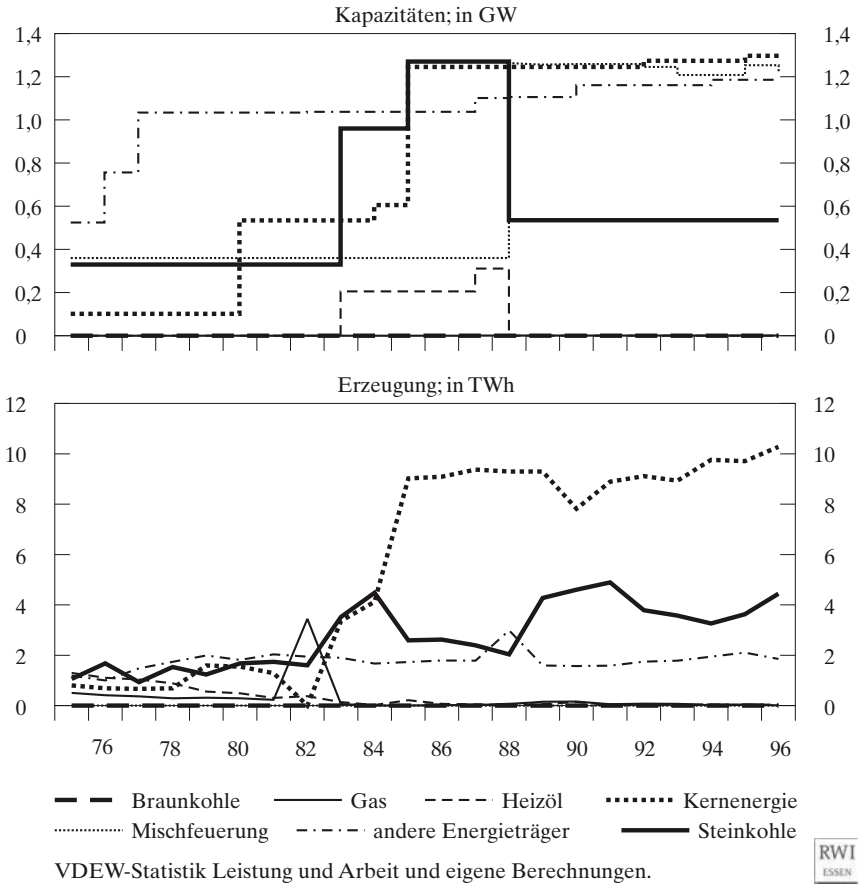 Kapazitäten; in GW
1,4 1,4
1,2 1,2
1,0 1,0
0,8 0,8
0,6 0,6
0,4 0,4
0,2 0,2
0 0
Erzeugung; in TWh
12 12
10 10
8 8
6 6
4 4
2 2
0 0
76 78 80 82 84 86 88 90 92 94 96
Braunkohle Gas Heizöl Kernenergie
Mischfeuerung andere Energieträger Steinkohle
VDEW-Statistik Leistung und Arbeit und eigene Berechnungen.
RWI
ESSEN